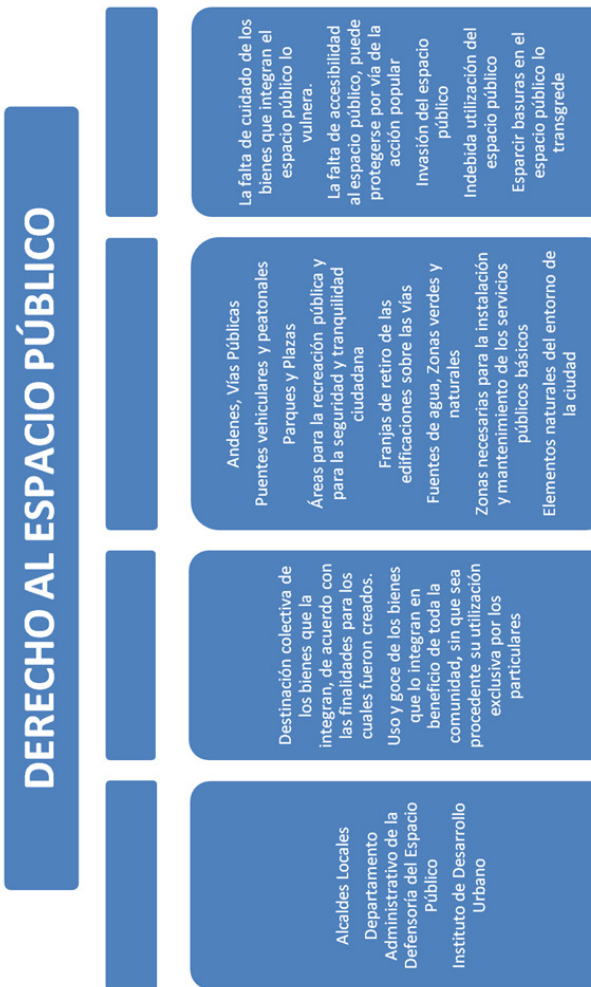 DERECHO AL ESPACIO PÚBLICO
Alcaldes Locales
Departamento
Administrativo de la
Defensoría del Espacio
Público
Instituto de Desarrollo
Urbano
Destinación colectiva de
los bienes que la
integran, de acuerdo con
las finalidades para los
cuales fueron creados.
Uso y goce de los bienes
que lo integran en
beneficio de toda la
comunidad, sin que sea
procedente su utilización
exclusiva por los
particulares
Andenes, Vías Públicas
Puentes vehiculares y peatonales
Parques y Plazas
Áreas para la recreación pública y
para la seguridad y tranquilidad
ciudadana
Franjas de retiro de las
edificaciones sobre las vías
Fuentes de agua, Zonas verdes y
naturales
Zonas necesarias para la instalación
y mantenimiento de los servicios
públicos básicos
Elementos naturales del entorno de
la ciudad
La falta de cuidado de los
bienes que integran el
espacio público lo
vulnera.
La falta de accesibilidad
al espacio público, puede
protegerse por vía de la
acción popular
Invasión del espacio
público
Indebida utilización del
espacio público
Esparcir basuras en el
espacio público lo
transgrede